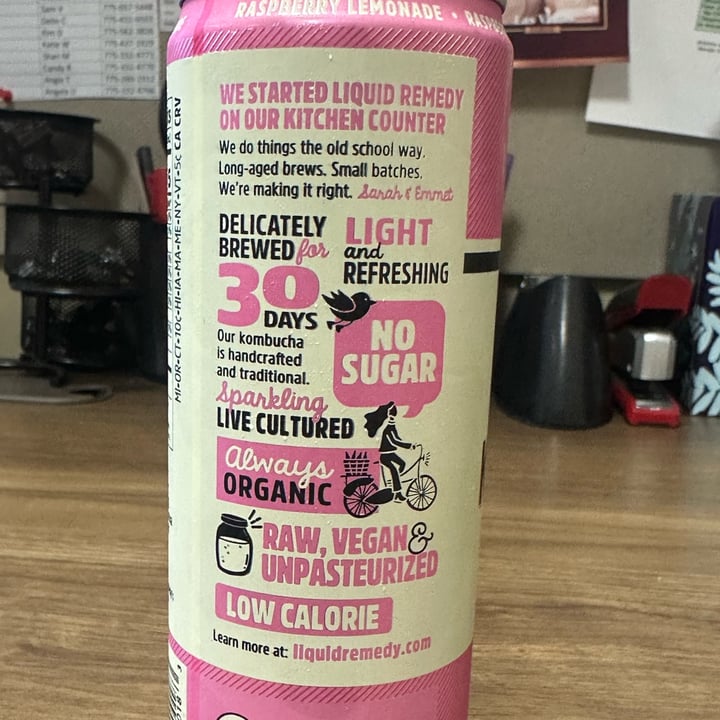 RASPBERRY LEMONADE •
WE STARTED LIQUID REMEDY
ON OUR KITCHEN COUNTER
We do things the old school way.
Long-aged brews. Small batches.
We're making it right. Sarah & Emmet
DELICATELY
BREWED for
30
DAYS
LIGHT
and
REFRESHING
Our kombucha
is handcrafted
and traditional.
NO
SUGAR
Sparkling
LIVE CULTURED
Always
ORGANIC
RAW, VEGAN &
UNPASTEURIZED
LOW CALORIE
Learn more at: liquidremedy.com
MI-OR-CT-10¢-HI-IA-MA-ME-NY-VT-5¢ CA CRV